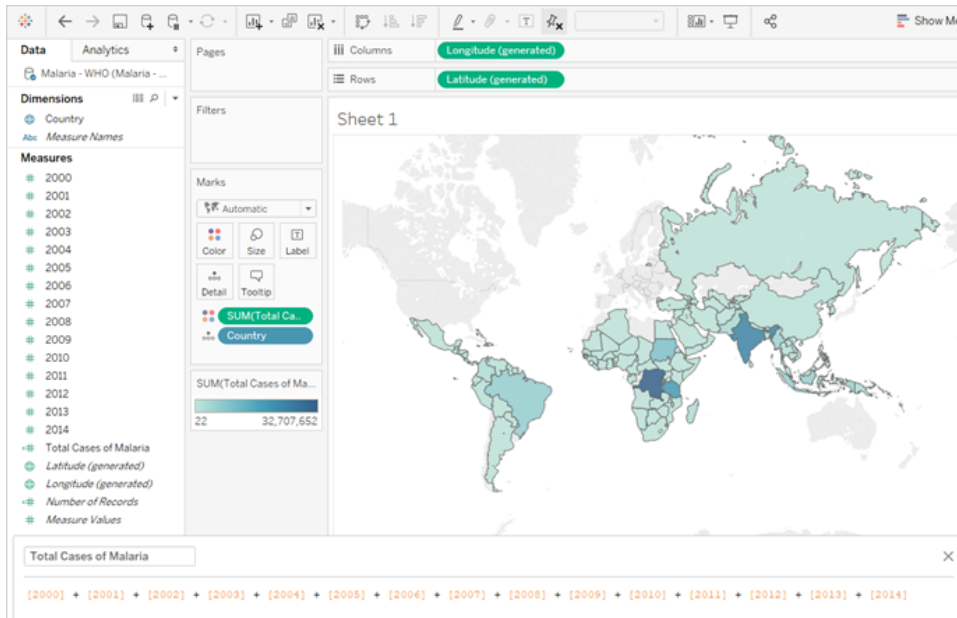 Show Me
Data Analytics
Malaria - WHO (Malaria - ...
Dimensions
Country
Abc Measure Names
Measures
# 2000
# 2001
# 2002
# 2003
# 2004
# 2005
# 2006
# 2007
# 2008
# 2009
# 2010
# 2011
# 2012
# 2013
# 2014
=# Total Cases of Malaria
Latitude (generated)
Longitude (generated)
=# Number of Records
# Measure Values
Pages
Filters
Marks
Automatic
Color Size Label
Detail Tooltip
SUM(Total Ca..
Country
SUM(Total Cases of Ma...
22 32,707,652
Columns Longitude (generated)
Rows Latitude (generated)
Sheet 1
Total Cases of Malaria
[2000] + [2001] + [2002] + [2003] + [2004] + [2005] + [2006] + [2007] + [2008] + [2009] + [2010] + [2011] + [2012] + [2013] + [2014]